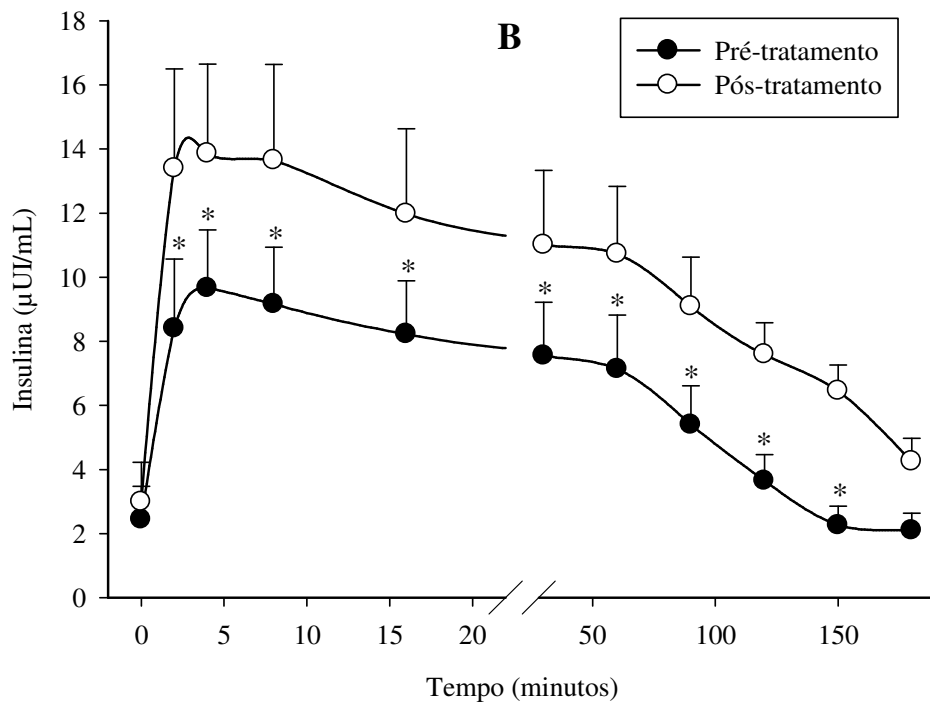 B
Pré-tratamento
Pós-tratamento
Insulina (µUI/mL)
18
16
14
12
10
8
6
4
2
0
* * * * * * * * *
0 5 10 15 20 50 100 150
Tempo (minutos)